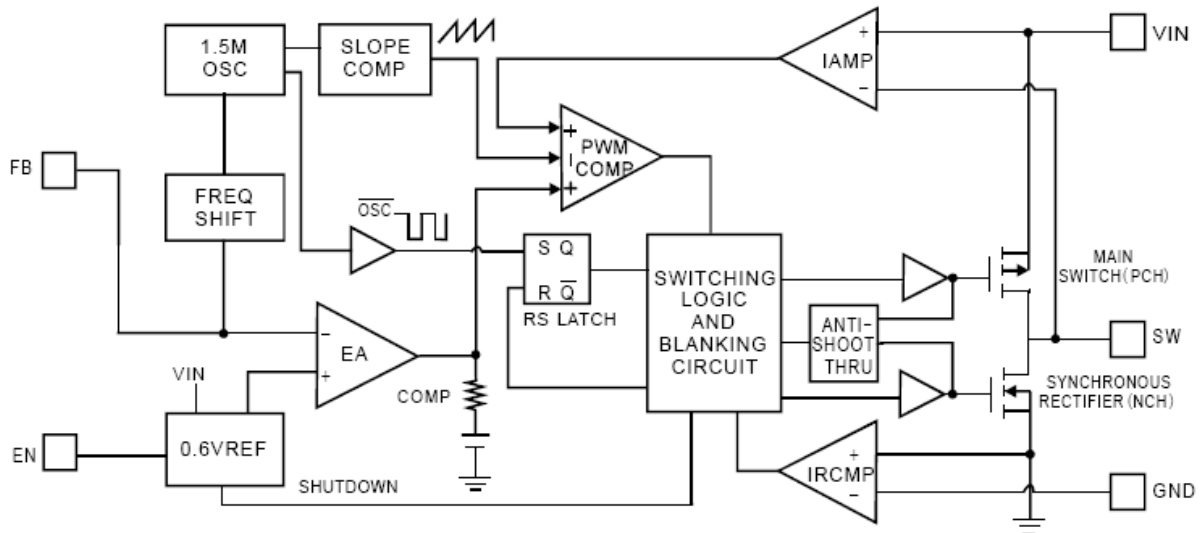 1.5M
OSC
SLOPE
COMP
+
IAMP
−
VIN
FB
FREQ
SHIFT
+
PWM
−
COMP
+
OSC
S Q
R Q
RS LATCH
SWITCHING
LOGIC
AND
BLANKING
CIRCUIT
ANTI-
SHOOT
THRU
MAIN
SWITCH(PCH)
SW
SYNCHRONOUS
RECTIFIER(NCH)
−
EA
+
COMP
VIN
EN
0.6VREF
SHUTDOWN
+
IRCMP
−
GND